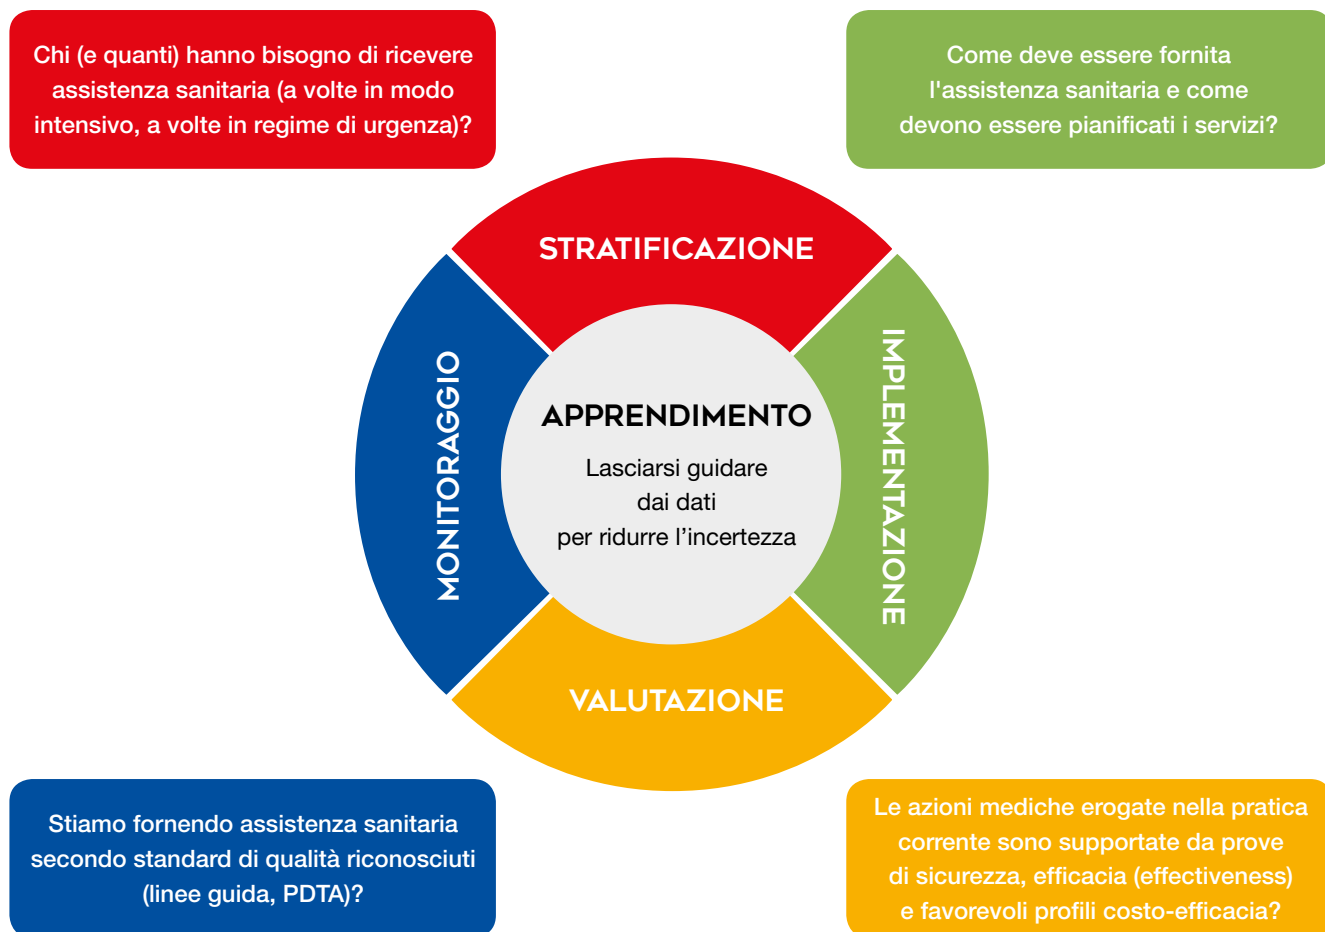 Chi (e quanti) hanno bisogno di ricevere
assistenza sanitaria (a volte in modo
intensivo, a volte in regime di urgenza)?
Come deve essere fornita
l'assistenza sanitaria e come
devono essere pianificati i servizi?
STRATIFICAZIONE
IMPLEMENTAZIONE
MONITORAGGIO
APPRENDIMENTO
Lasciarsi guidare
dai dati
per ridurre l’incertezza
VALUTAZIONE
Stiamo fornendo assistenza sanitaria
secondo standard di qualità riconosciuti
(linee guida, PDTA)?
Le azioni mediche erogate nella pratica
corrente sono supportate da prove
di sicurezza, efficacia (effectiveness)
e favorevoli profili costo-efficacia?